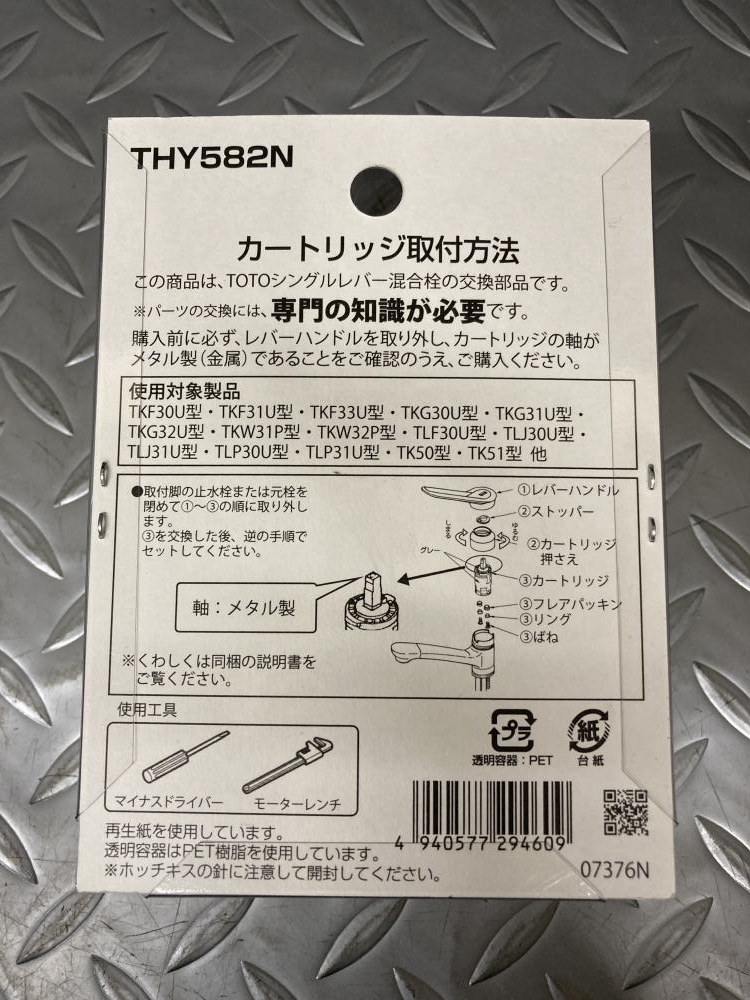 THY582N
カートリッジ取付方法
この商品は、TOTOシングルレバー混合栓の交換部品です。
※パーツの交換には、専門の知識が必要です。
購入前に必ず、レバーハンドルを取り外し、カートリッジの軸が
メタル製（金属）であることをご確認のうえ、ご購入ください。
使用対象製品
TKF30U型・TKF31U型・TKF33U型・TKG30U型・TKG31U型・
TKG32U型・TKW31P型・TKW32P型・TLF30U型・TLJ30U型・
TLJ31U型・TLP30U型・TLP31U型・TK50型・TK51型 他
●取付脚の止水栓または元栓を
閉めて①～③の順に取り外し
ます。
③を交換した後、逆の手順で
セットしてください。
①レバーハンドル
②ストッパー
しまる
ゆるむ
②カートリッジ
押さえ
グレー
③カートリッジ
軸：メタル製
③フレアパッキン
③リング
③ばね
※くわしくは同梱の説明書を
ご覧ください。
使用工具
マイナスドライバー
モーターレンチ
プラ
透明容器：PET
紙
台紙
再生紙を使用しています。
透明容器はPET樹脂を使用しています。
※ホッチキスの針に注意して開封してください。
4 940577 294609
07376N